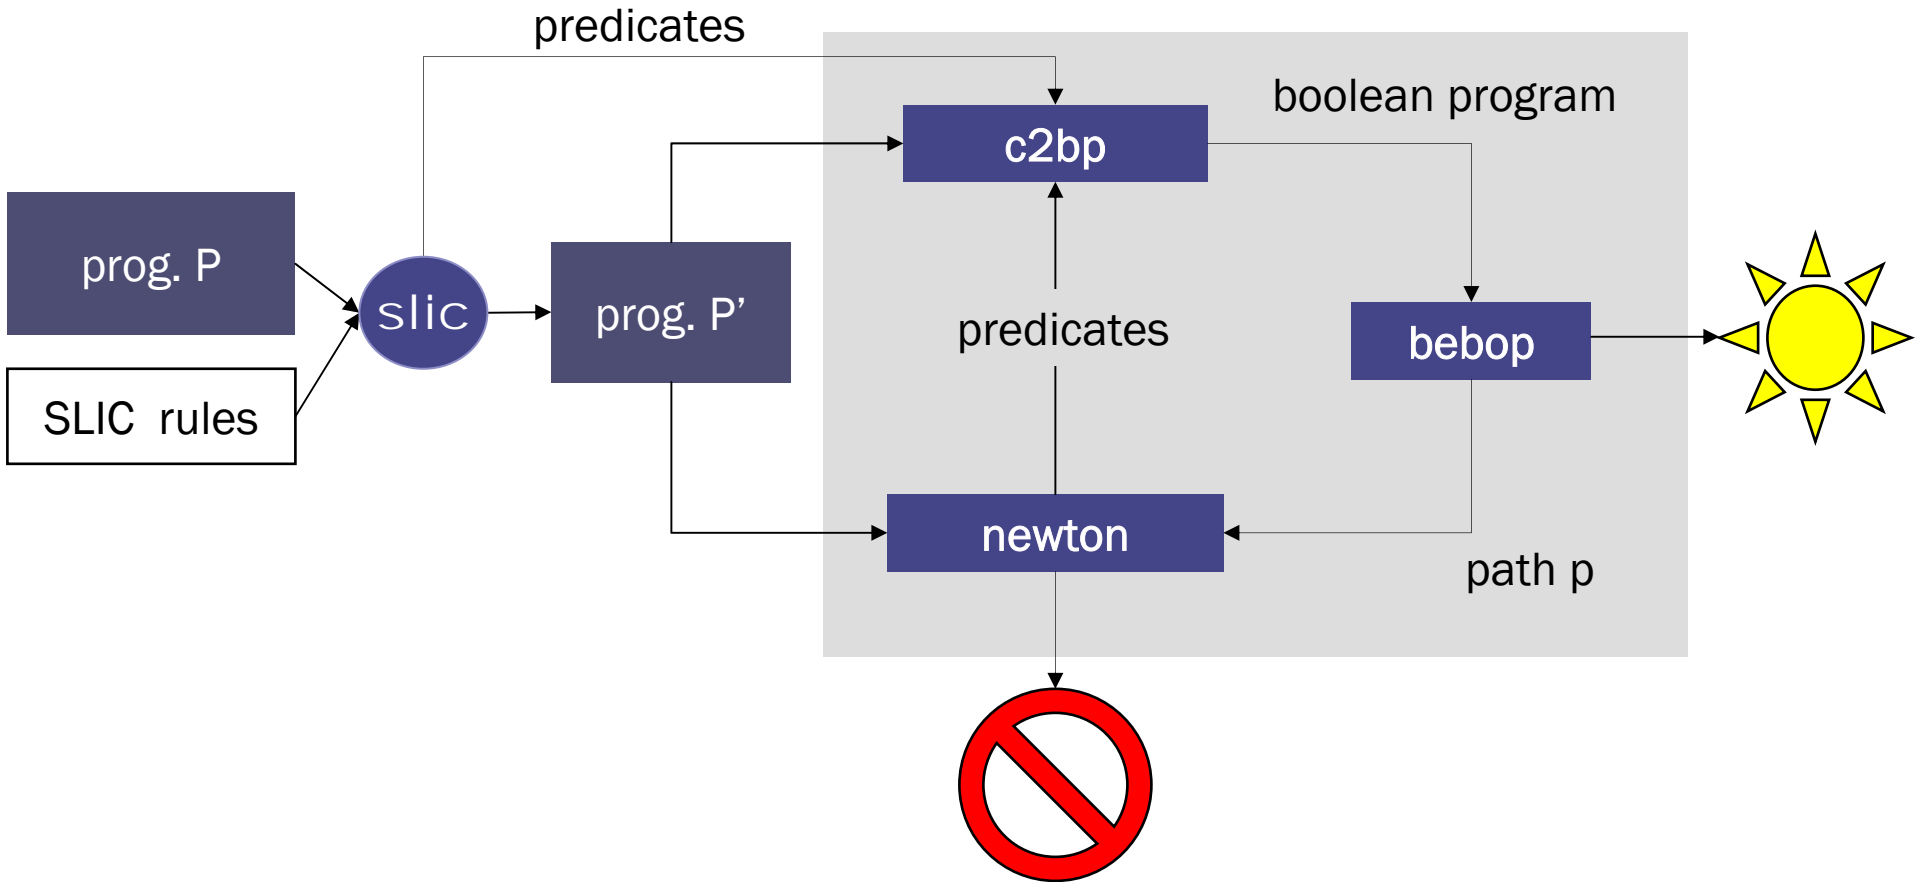 predicates
boolean program
c2bp
prog. P
slic
prog. P’
predicates
bebop
SLIC rules
newton
path p